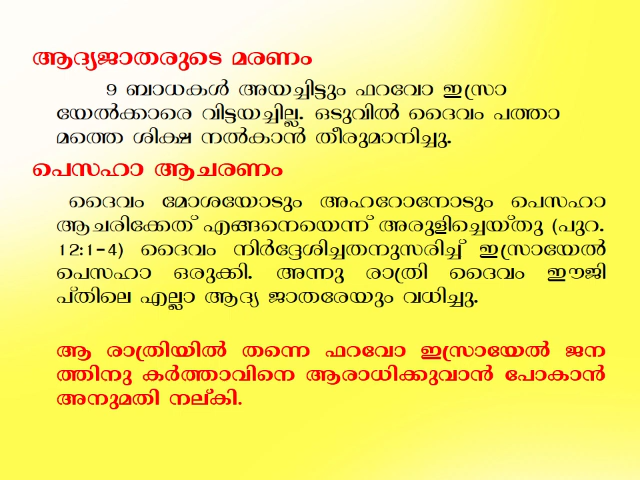 ആദ്യജാതരുടെ മരണം
9 ബാധകൾ അയച്ചിട്ടും ഫറവോ ഇസ്രാ
യേൽക്കാരെ വിട്ടയച്ചില്ല. ഒടുവിൽ ദൈവം പത്താ
മത്തെ ശിക്ഷ നൽകാൻ തീരുമാനിച്ചു.
പെസഹാ ആചരണം
ദൈവം മോശയോടും അഹറോനോടും പെസഹാ
ആചരിക്കേത് എങ്ങനെയെന്ന് അരുളിച്ചെയ്തു (പുറ.
12:1-4) ദൈവം നിർദ്ദേശിച്ചതനുസരിച്ച് ഇസ്രായേൽ
പെസഹാ ഒരുക്കി. അന്നു രാത്രി ദൈവം ഈജി
പ്തിലെ എല്ലാ ആദ്യ ജാതരേയും വധിച്ചു.
ആ രാത്രിയിൽ തന്നെ ഫറവോ ഇസ്രായേൽ ജന
ത്തിനു കർത്താവിനെ ആരാധിക്കുവാൻ പോകാൻ
അനുമതി നല്കി.